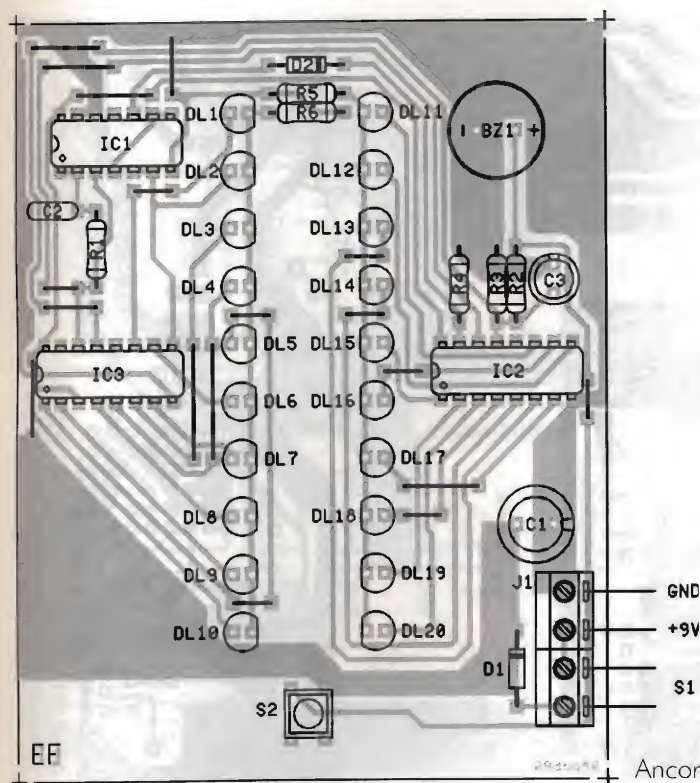 D2
R5
R6
DL1
DL11
IC1
- BZ1 +
DL2
DL12
C2
R1
DL3
DL13
DL4
DL14
R4
R3
R2
C3
DL5
DL15
IC3
IC2
DL6
DL16
DL7
DL17
DL8
DL18
C1
DL9
DL19
J1
GND
DL10
DL20
+9V
D1
S1
S2
EF
Ancor